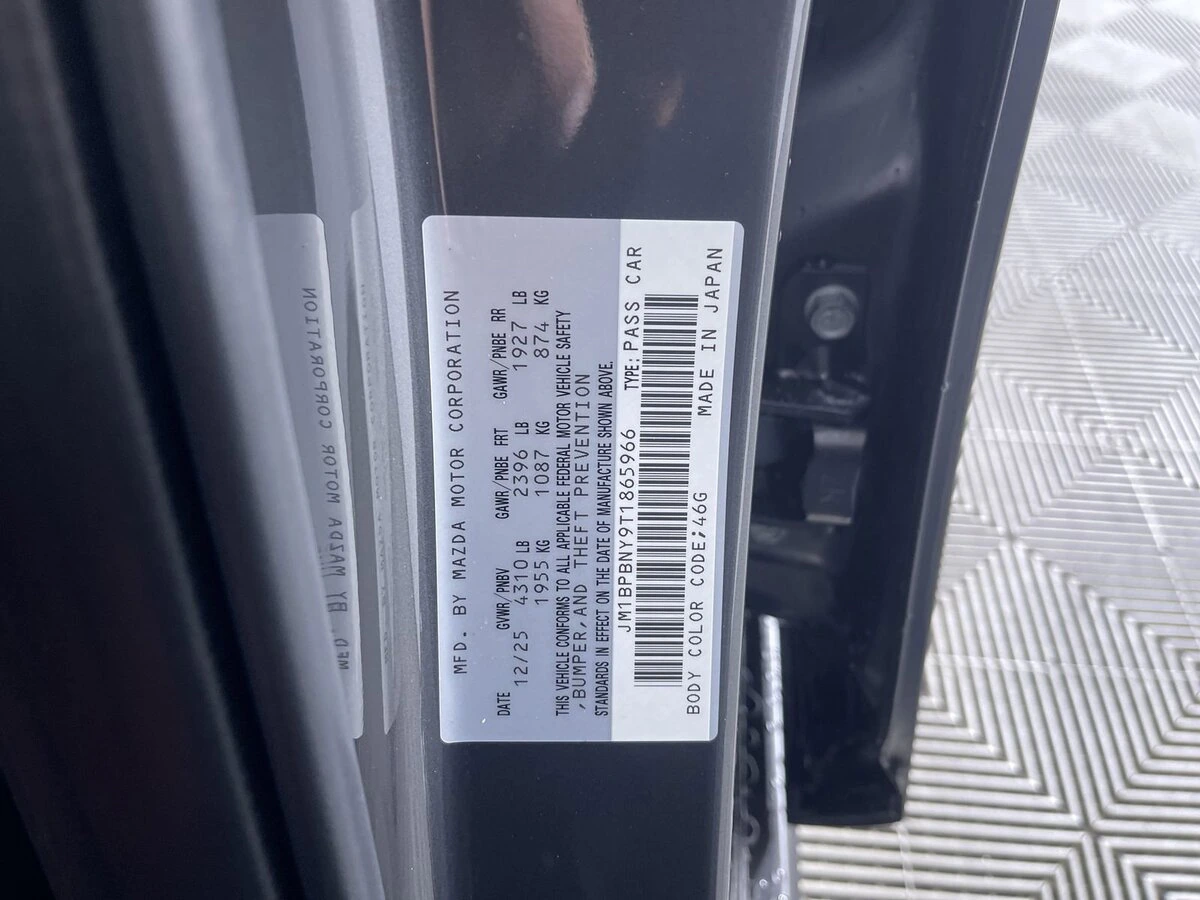 MFD. BY MAZDA MOTOR CORPORATION
DATE GVWR/PNBV GAWR/PNBE FRT GAWR/PNBE RR
12/25 4310 LB 2396 LB 1927 LB
1955 KG 1087 KG 874 KG
THIS VEHICLE CONFORMS TO ALL APPLICABLE FEDERAL MOTOR VEHICLE SAFETY
,BUMPER,AND THEFT PREVENTION
STANDARDS IN EFFECT ON THE DATE OF MANUFACTURE SHOWN ABOVE.
JM1BPBNY9T1865966 TYPE:PASS CAR
BODY COLOR CODE;46G MADE IN JAPAN
MFD. BY MAZDA MOTOR CORPORATION